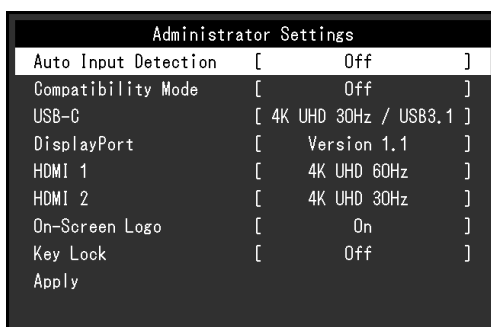 Administrator Settings
Auto Input Detection [ Off ]
Compatibility Mode [ Off ]
USB-C [ 4K UHD 30Hz / USB3.1 ]
DisplayPort [ Version 1.1 ]
HDMI 1 [ 4K UHD 60Hz ]
HDMI 2 [ 4K UHD 30Hz ]
On-Screen Logo [ On ]
Key Lock [ Off ]
Apply